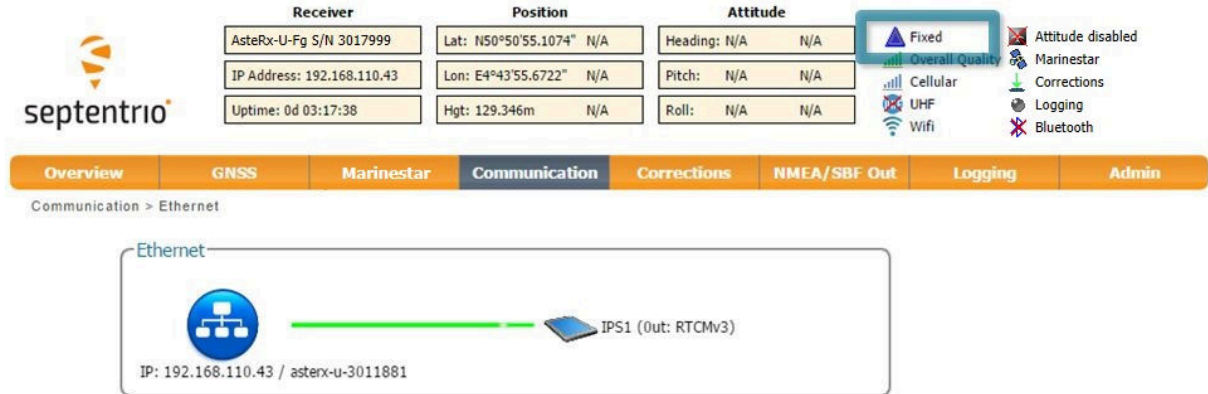 septentrio
Receiver
AsteRx-U-Fg S/N 3017999
IP Address: 192.168.110.43
Uptime: 0d 03:17:38
Position
Lat: N50°50'55.1074" N/A
Lon: E4°43'55.6722" N/A
Hgt: 129.346m N/A
Attitude
Heading: N/A N/A
Pitch: N/A N/A
Roll: N/A N/A
Fixed
Overall Quality
Cellular
UHF
Wifi
Attitude disabled
Marinestar
Corrections
Logging
Bluetooth
Overview GNSS Marinestar Communication Corrections NMEA/SBF Out Logging Admin
Communication > Ethernet
Ethernet
IPS1 (Out: RTCMv3)
IP: 192.168.110.43 / asterx-u-3011881